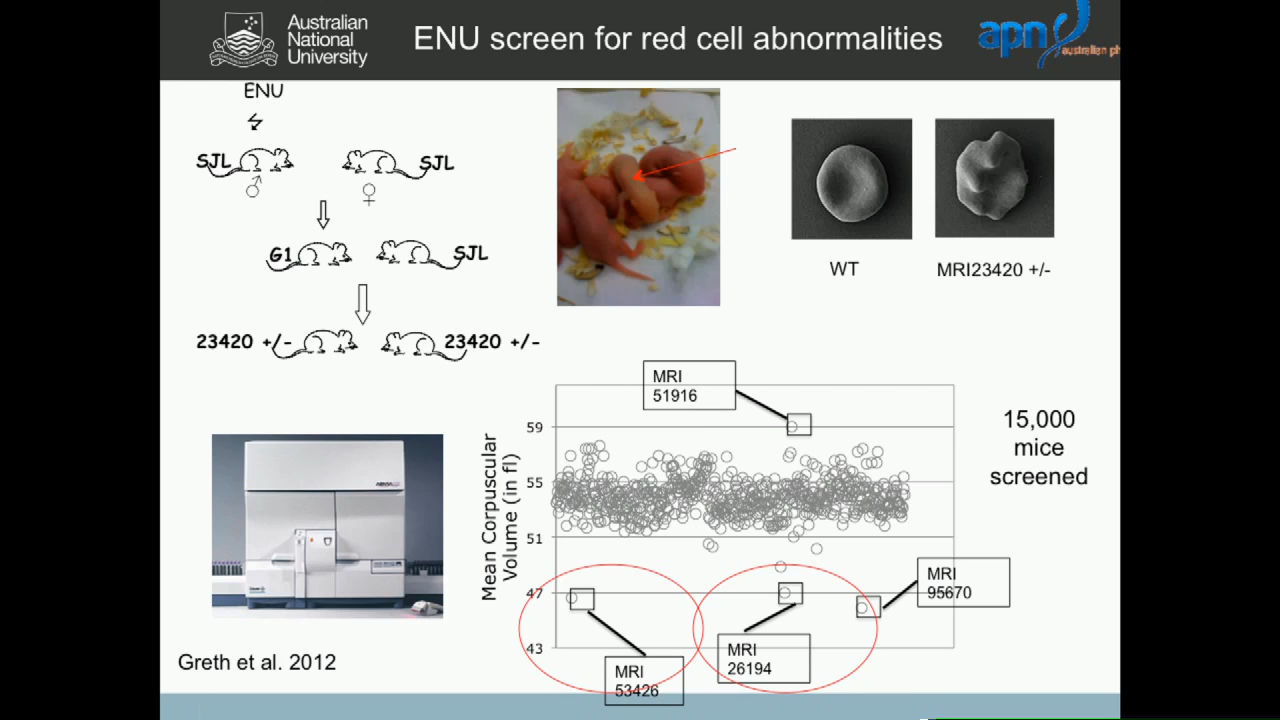 Australian
National
University
ENU screen for red cell abnormalities
apn
australian ph
ENU
SJL
SJL
♂
♀
G1
SJL
23420 +/-
23420 +/-
WT
MRI23420 +/-
MRI
51916
15,000
mice
screened
Mean Corpuscular
Volume (in fl)
59
55
51
47
43
MRI
95670
MRI
26194
MRI
53426
Greth et al. 2012